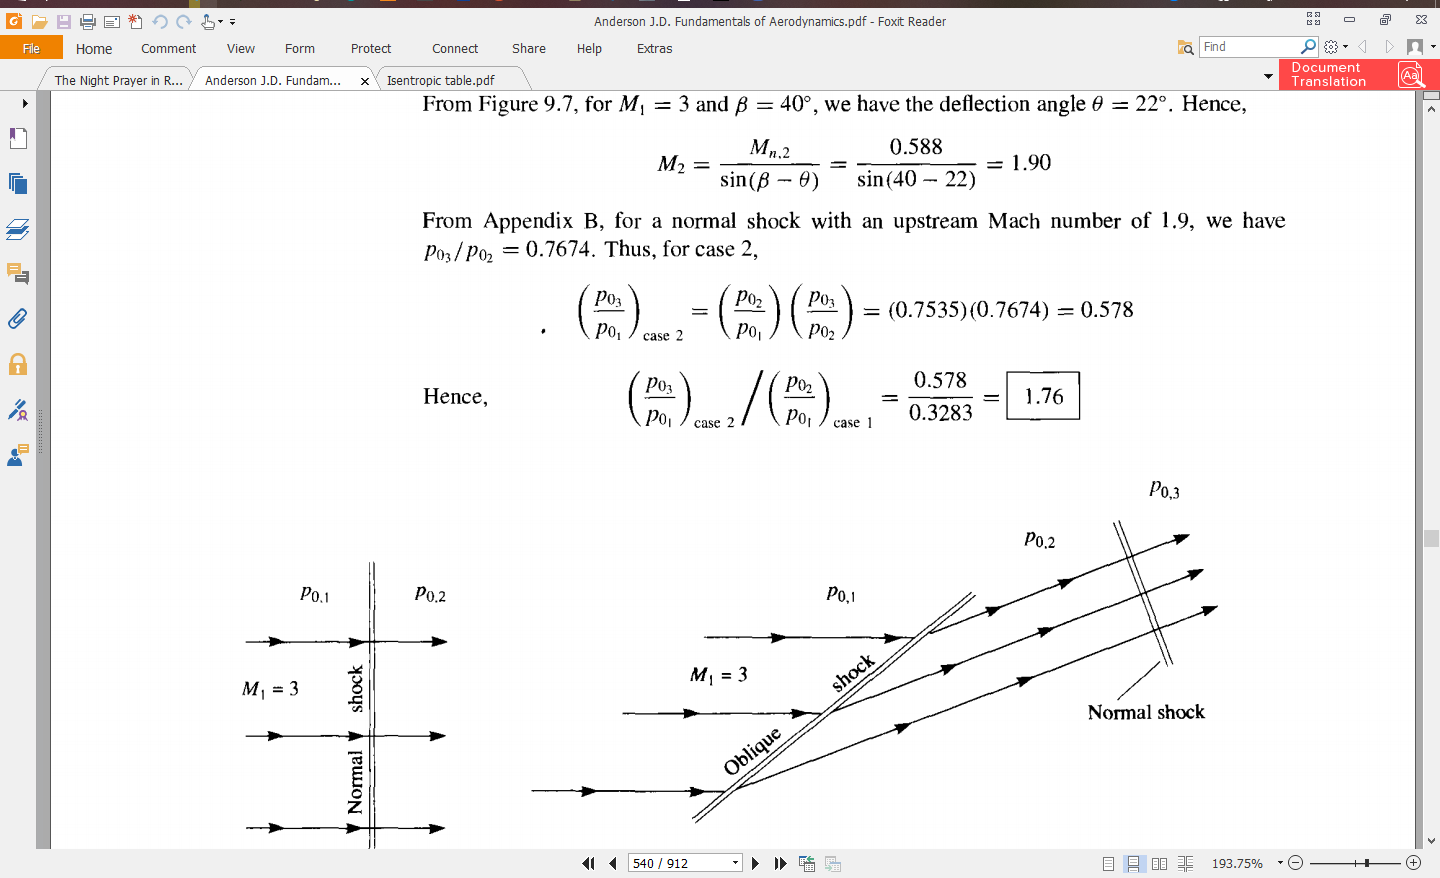 Anderson J.D. Fundamentals of Aerodynamics.pdf - Foxit Reader
File Home Comment View Form Protect Connect Share Help Extras Find
The Night Prayer in R... Anderson J.D. Fundam... x Isentropic table.pdf
Document
Translation
From Figure 9.7, for M₁ = 3 and β = 40°, we have the deflection angle θ = 22°. Hence,
M₂ = Mₙ,₂ / sin(β − θ) = 0.588 / sin(40 − 22) = 1.90
From Appendix B, for a normal shock with an upstream Mach number of 1.9, we have
p₀₃/p₀₂ = 0.7674. Thus, for case 2,
(p₀₃/p₀₁)case 2 = (p₀₂/p₀₁)(p₀₃/p₀₂) = (0.7535)(0.7674) = 0.578
Hence, (p₀₃/p₀₁)case 2 / (p₀₂/p₀₁)case 1 = 0.578 / 0.3283 = 1.76
p₀,₁ p₀,₂
M₁ = 3
Normal shock
p₀,₁ p₀,₂ p₀,₃
M₁ = 3
Oblique shock
Normal shock
540 / 912
193.75%